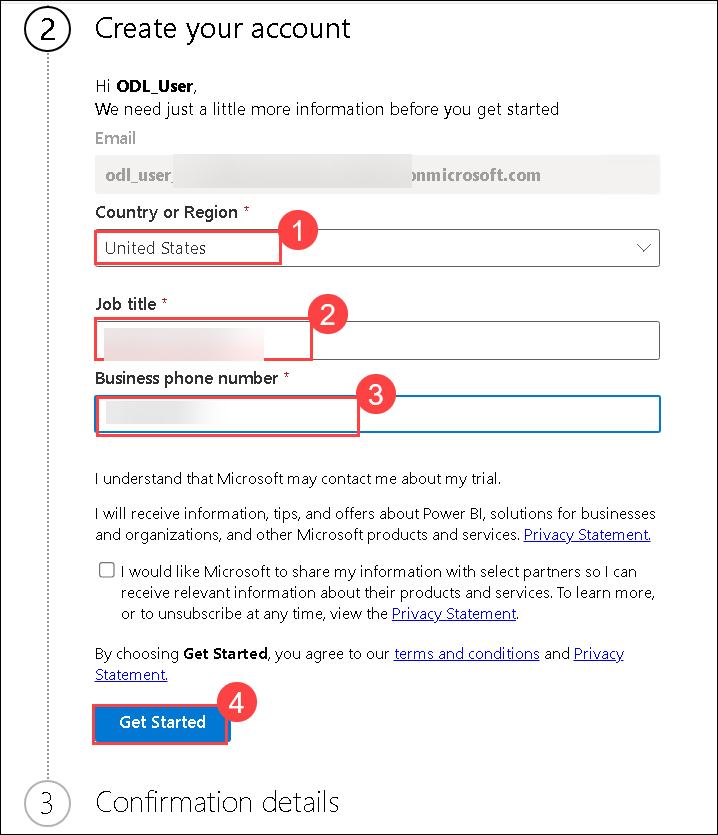 2 Create your account
Hi ODL_User,
We need just a little more information before you get started
Email
odl_user_ onmicrosoft.com
Country or Region *
1
United States
Job title *
2
Business phone number *
3
I understand that Microsoft may contact me about my trial.
I will receive information, tips, and offers about Power BI, solutions for businesses
and organizations, and other Microsoft products and services. Privacy Statement.
I would like Microsoft to share my information with select partners so I can
receive relevant information about their products and services. To learn more,
or to unsubscribe at any time, view the Privacy Statement.
By choosing Get Started, you agree to our terms and conditions and Privacy
Statement.
4
Get Started
3 Confirmation details